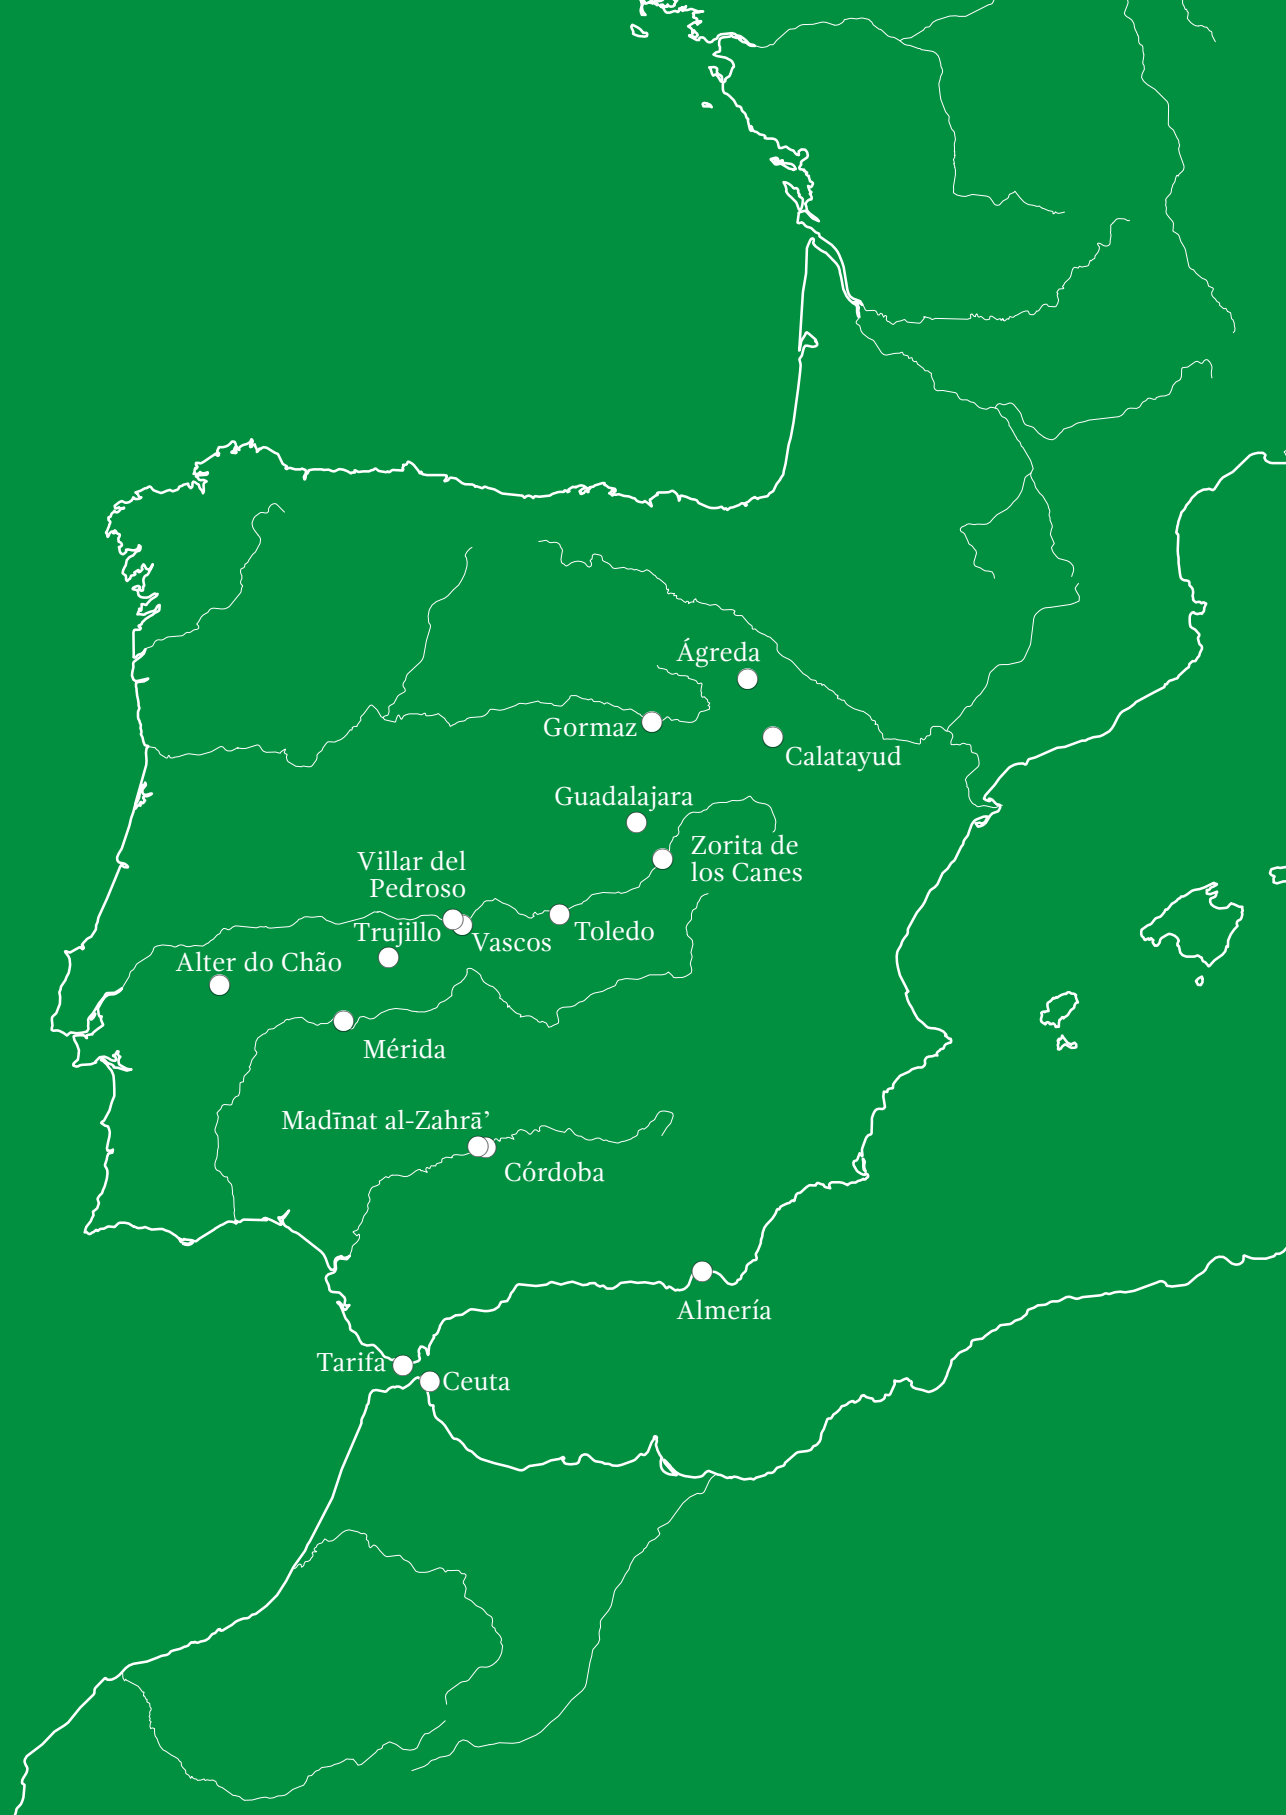 Ágreda
Gormaz
Calatayud
Guadalajara
Zorita de
los Canes
Villar del
Pedroso
Trujillo
Vascos
Toledo
Alter do Chão
Mérida
Madīnat al-Zahrā’
Córdoba
Almería
Tarifa
Ceuta